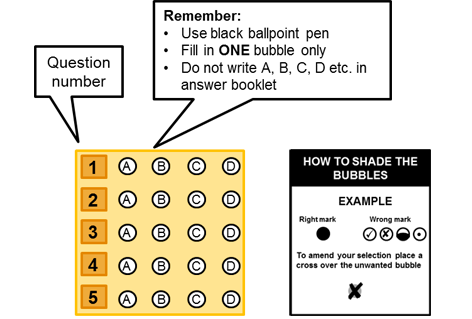 Remember:
• Use black ballpoint pen
• Fill in ONE bubble only
• Do not write A, B, C, D etc. in
answer booklet
Question
number
1 A B C D
2 A B C D
3 A B C D
4 A B C D
5 A B C D
HOW TO SHADE THE
BUBBLES
EXAMPLE
Right mark Wrong mark
To amend your selection place a
cross over the unwanted bubble